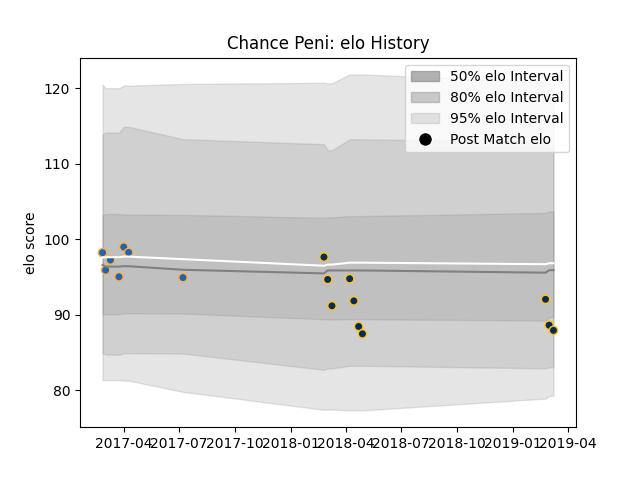 Chance Peni: elo History
50% elo Interval
80% elo Interval
95% elo Interval
Post Match elo
elo score
120
110
100
90
80
2017-04 2017-07 2017-10 2018-01 2018-04 2018-07 2018-10 2019-01 2019-04